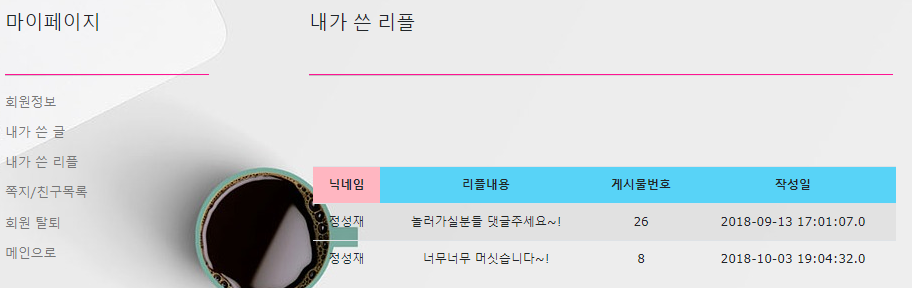 마이페이지
회원정보
내가 쓴 글
내가 쓴 리플
쪽지/친구목록
회원 탈퇴
메인으로
내가 쓴 리플
닉네임 리플내용 게시물번호 작성일
정성재 놀러가실분들 댓글주세요~! 26 2018-09-13 17:01:07.0
정성재 너무너무 머싯습니다~! 8 2018-10-03 19:04:32.0